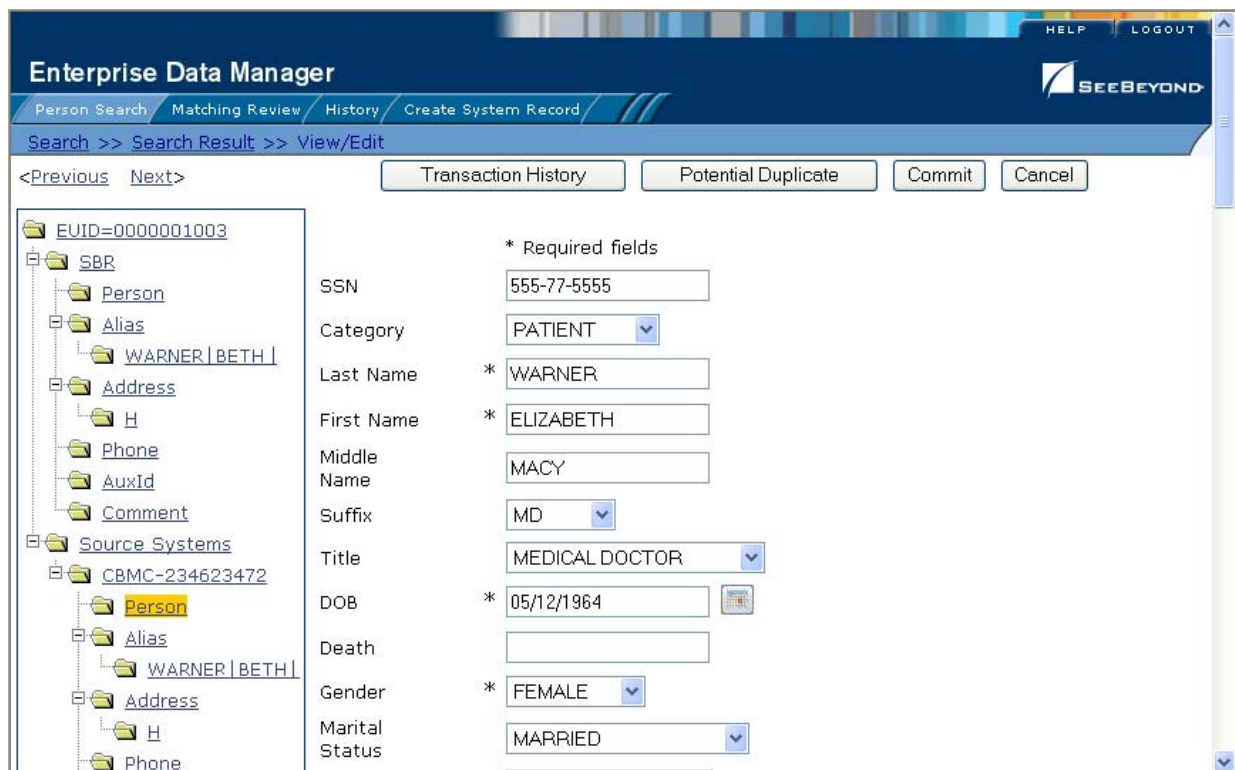 HELP LOGOUT
Enterprise Data Manager
SEEBEYOND
Person Search Matching Review History Create System Record
Search >> Search Result >> View/Edit
<Previous Next>
Transaction History Potential Duplicate Commit Cancel
EUID=0000001003
SBR
Person
Alias
WARNER|BETH|
Address
H
Phone
AuxId
Comment
Source Systems
CBMC-234623472
Person
Alias
WARNER|BETH|
Address
H
Phone
* Required fields
SSN 555-77-5555
Category PATIENT
Last Name * WARNER
First Name * ELIZABETH
Middle
Name MACY
Suffix MD
Title MEDICAL DOCTOR
DOB * 05/12/1964
Death
Gender * FEMALE
Marital
Status MARRIED